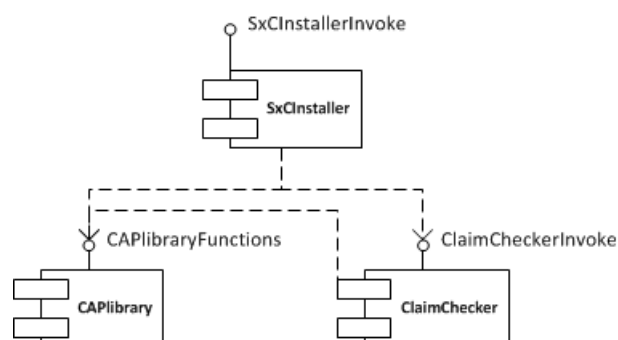 SxCInstallerInvoke
SxCInstaller
CAPlibraryFunctions
ClaimCheckerInvoke
CAPlibrary
ClaimChecker